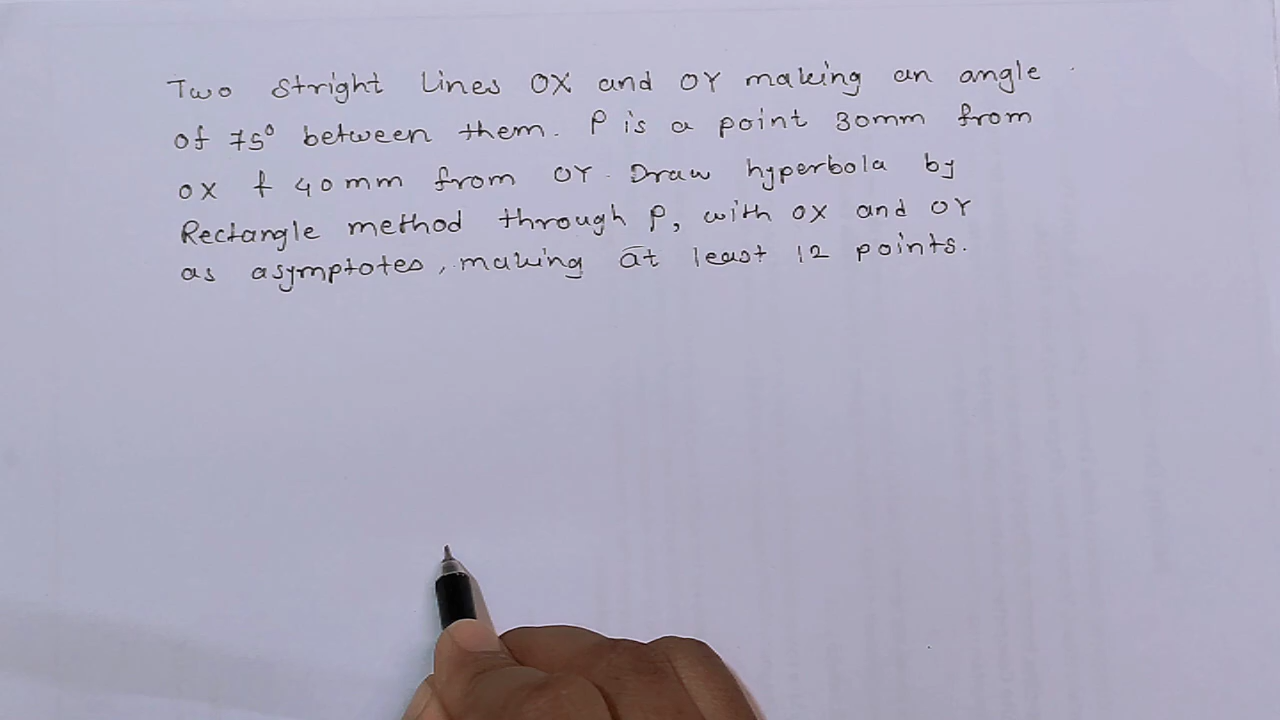 Two Stright Lines OX and OY making an angle
of 75° between them. P is a point 30mm from
OX & 40mm from OY. Draw hyperbola by
Rectangle method through P, with OX and OY
as asymptotes, making at least 12 points.